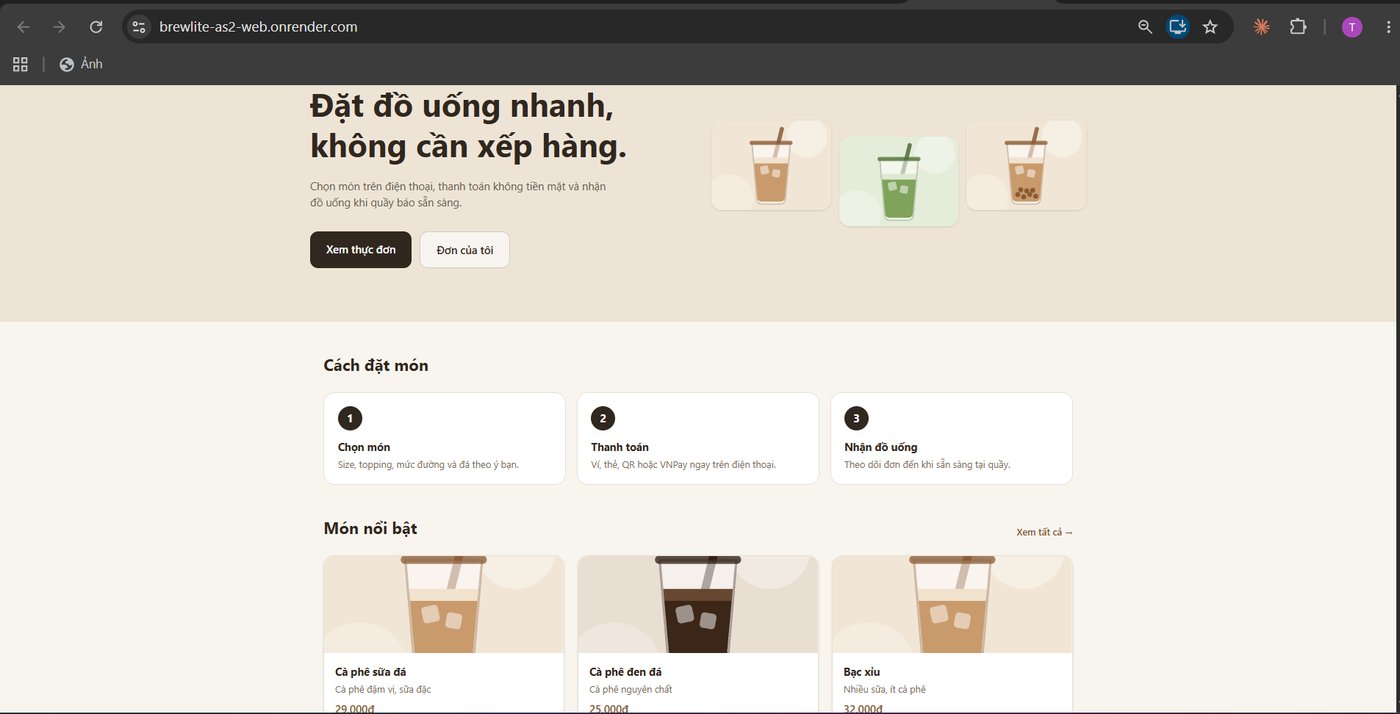 brewlite-as2-web.onrender.com
T
Ảnh
Đặt đồ uống nhanh,
không cần xếp hàng.
Chọn món trên điện thoại, thanh toán không tiền mặt và nhận
đồ uống khi quầy báo sẵn sàng.
Xem thực đơn
Đơn của tôi
Cách đặt món
1
Chọn món
Size, topping, mức đường và đá theo ý bạn.
2
Thanh toán
Ví, thẻ, QR hoặc VNPay ngay trên điện thoại.
3
Nhận đồ uống
Theo dõi đơn đến khi sẵn sàng tại quầy.
Món nổi bật
Xem tất cả →
Cà phê sữa đá
Cà phê đậm vị, sữa đặc
29.000đ
Cà phê đen đá
Cà phê nguyên chất
25.000đ
Bạc xỉu
Nhiều sữa, ít cà phê
32.000đ